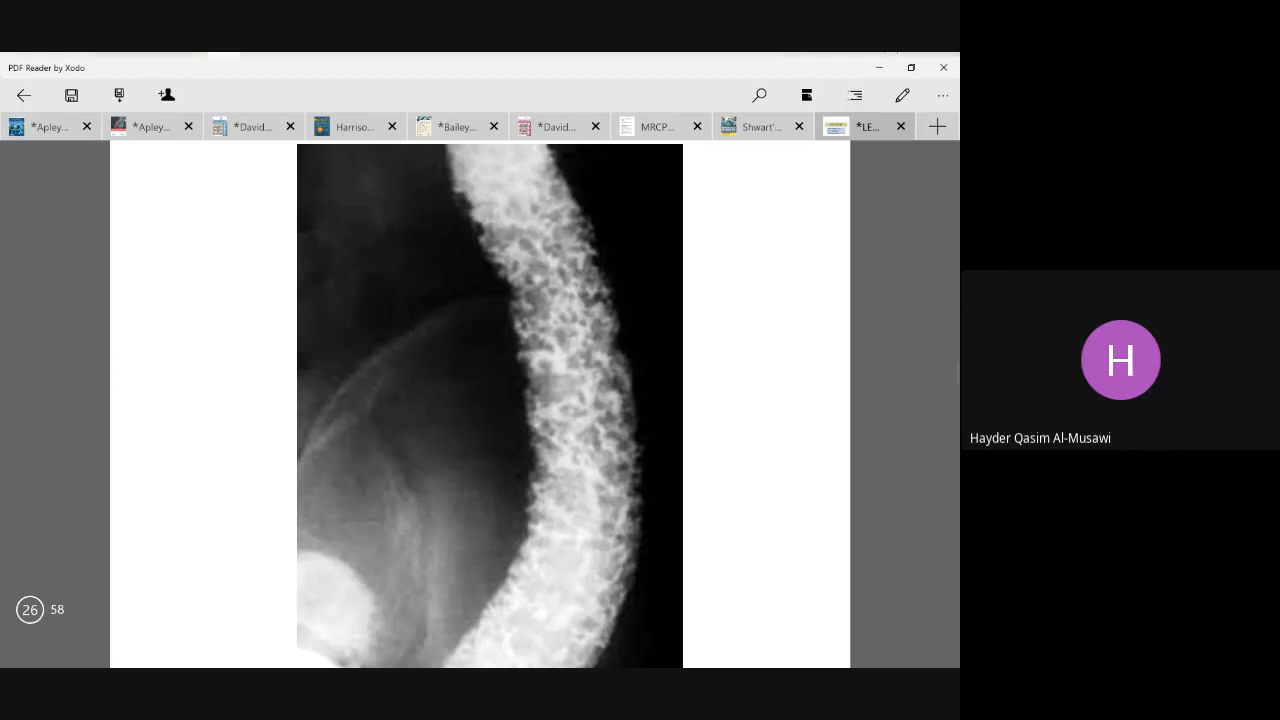 PDF Reader by Xodo
*Apley... *Apley... *David... Harriso... *Bailey... *David... MRCP... Shwart'... *LE...
H
Hayder Qasim Al-Musawi
26 58